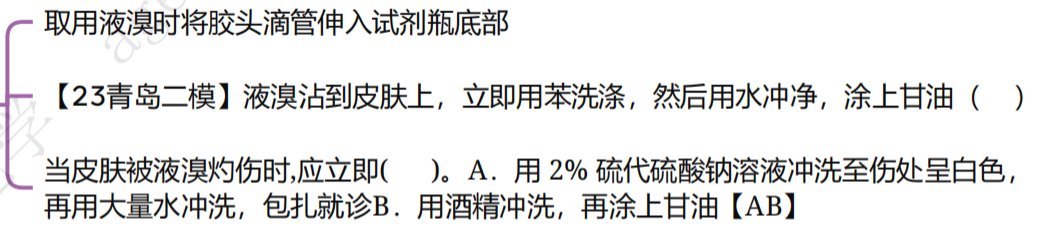 取用液溴时将胶头滴管伸入试剂瓶底部
【23青岛二模】液溴沾到皮肤上，立即用苯洗涤，然后用水冲净，涂上甘油（　）
当皮肤被液溴灼伤时,应立即(　　)。A．用 2% 硫代硫酸钠溶液冲洗至伤处呈白色，
再用大量水冲洗，包扎就诊B．用酒精冲洗，再涂上甘油【AB】